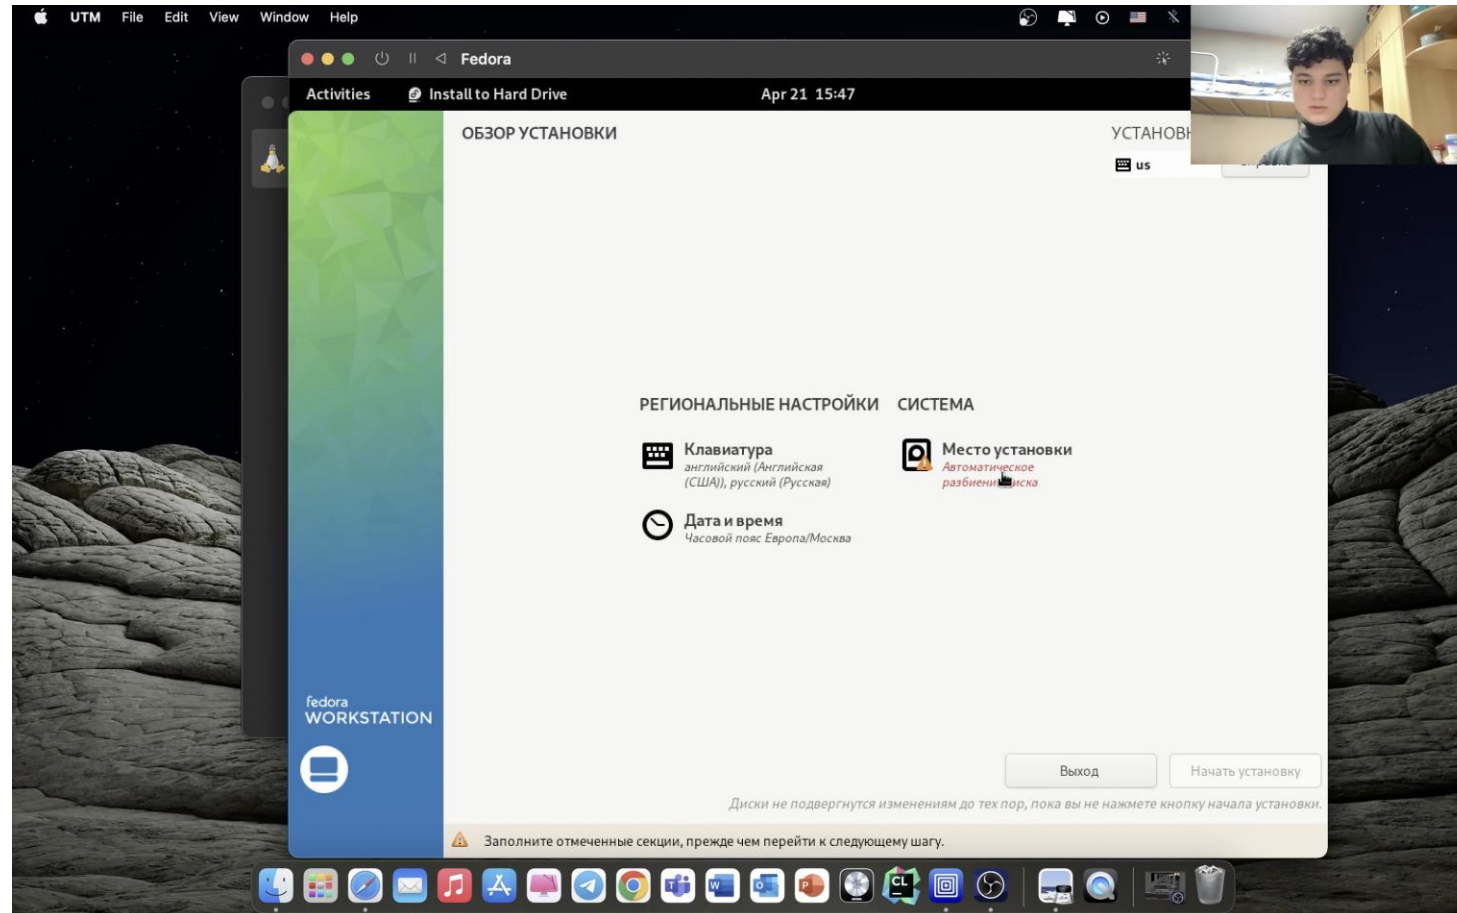 UTM File Edit View Window Help
Fedora
Activities Install to Hard Drive Apr 21 15:47
ОБЗОР УСТАНОВКИ
us
РЕГИОНАЛЬНЫЕ НАСТРОЙКИ СИСТЕМА
Клавиатура
английский (Английская
(США)), русский (Русская)
Место установки
Автоматическое
Дата и время
Часовой пояс Европа/Москва
fedora
WORKSTATION
Выход Начать установку
Диски не подвергнутся изменениям до тех пор, пока вы не нажмете кнопку начала установки.
Заполните отмеченные секции, прежде чем перейти к следующему шагу.
CL